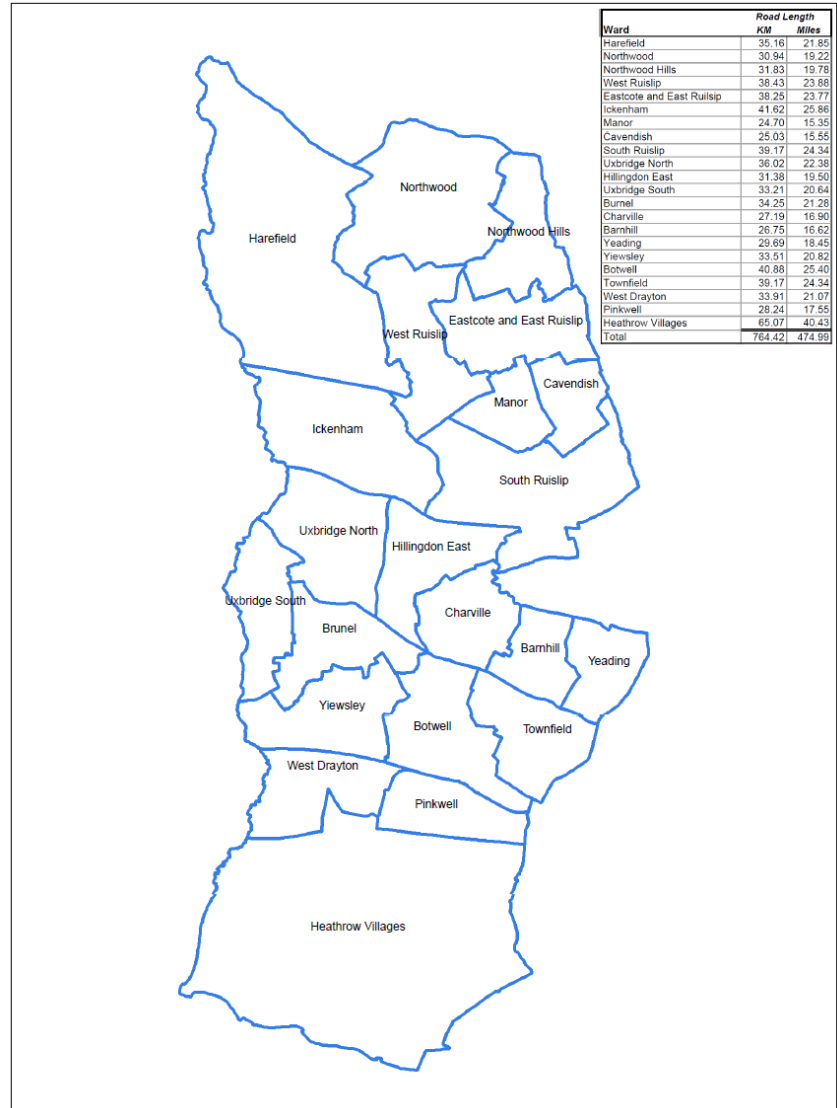 Road Length
Ward KM Miles
Harefield 35.16 21.85
Northwood 30.94 19.22
Northwood Hills 31.83 19.78
West Ruislip 38.43 23.88
Eastcote and East Ruilsip 38.25 23.77
Ickenham 41.62 25.86
Manor 24.70 15.35
Cavendish 25.03 15.55
South Ruislip 39.17 24.34
Uxbridge North 36.02 22.38
Hillingdon East 31.38 19.50
Uxbridge South 33.21 20.64
Burnel 34.25 21.28
Charville 27.19 16.90
Barnhill 26.75 16.62
Yeading 29.69 18.45
Yiewsley 33.51 20.82
Botwell 40.88 25.40
Townfield 39.17 24.34
West Drayton 33.91 21.07
Pinkwell 28.24 17.55
Heathrow Villages 65.07 40.43
Total 764.42 474.99
Northwood
Harefield
Northwood Hills
Eastcote and East Ruislip
West Ruislip
Cavendish
Manor
Ickenham
South Ruislip
Uxbridge North
Hillingdon East
Uxbridge South
Charville
Brunel
Barnhill
Yeading
Yiewsley
Botwell
Townfield
West Drayton
Pinkwell
Heathrow Villages